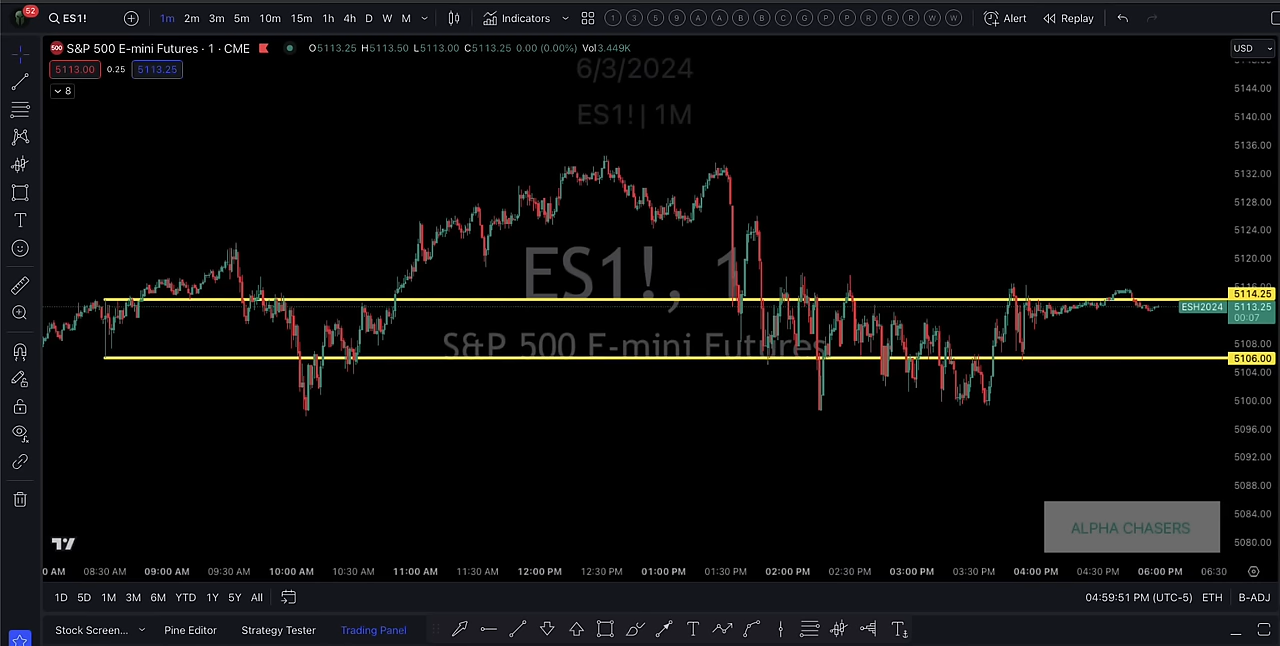 52
ES1!
1m 2m 3m 5m 10m 15m 1h 4h D W M
Indicators
1 3 5 9 A A B B C G P P R R R W W
Alert
Replay
500 S&P 500 E-mini Futures · 1 · CME
O5113.25 H5113.50 L5113.00 C5113.25 0.00 (0.00%) Vol3.449K
USD
5113.00 0.25 5113.25
8
6/3/2024
ES1! | 1M
ES1!, 1
S&P 500 E-mini Futures
5144.00
5140.00
5136.00
5132.00
5128.00
5124.00
5120.00
5114.25
ESH2024 5113.25
00:07
5108.00
5106.00
5104.00
5100.00
5096.00
5092.00
5088.00
5084.00
5080.00
ALPHA CHASERS
0 AM 08:30 AM 09:00 AM 09:30 AM 10:00 AM 10:30 AM 11:00 AM 11:30 AM 12:00 PM 12:30 PM 01:00 PM 01:30 PM 02:00 PM 02:30 PM 03:00 PM 03:30 PM 04:00 PM 04:30 PM 06:00 PM 06:30
1D 5D 1M 3M 6M YTD 1Y 5Y All
04:59:51 PM (UTC-5) ETH B-ADJ
Stock Screen... Pine Editor Strategy Tester Trading Panel